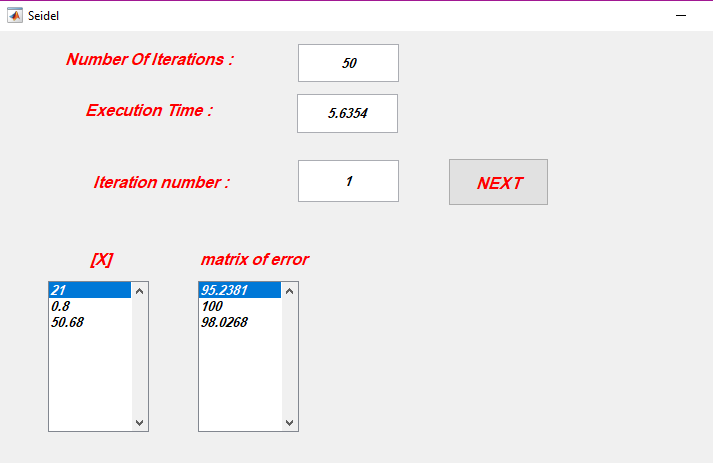 Seidel
Number Of Iterations :
50
Execution Time :
5.6354
Iteration number :
1
NEXT
[X]
matrix of error
21
0.8
50.68
95.2381
100
98.0268